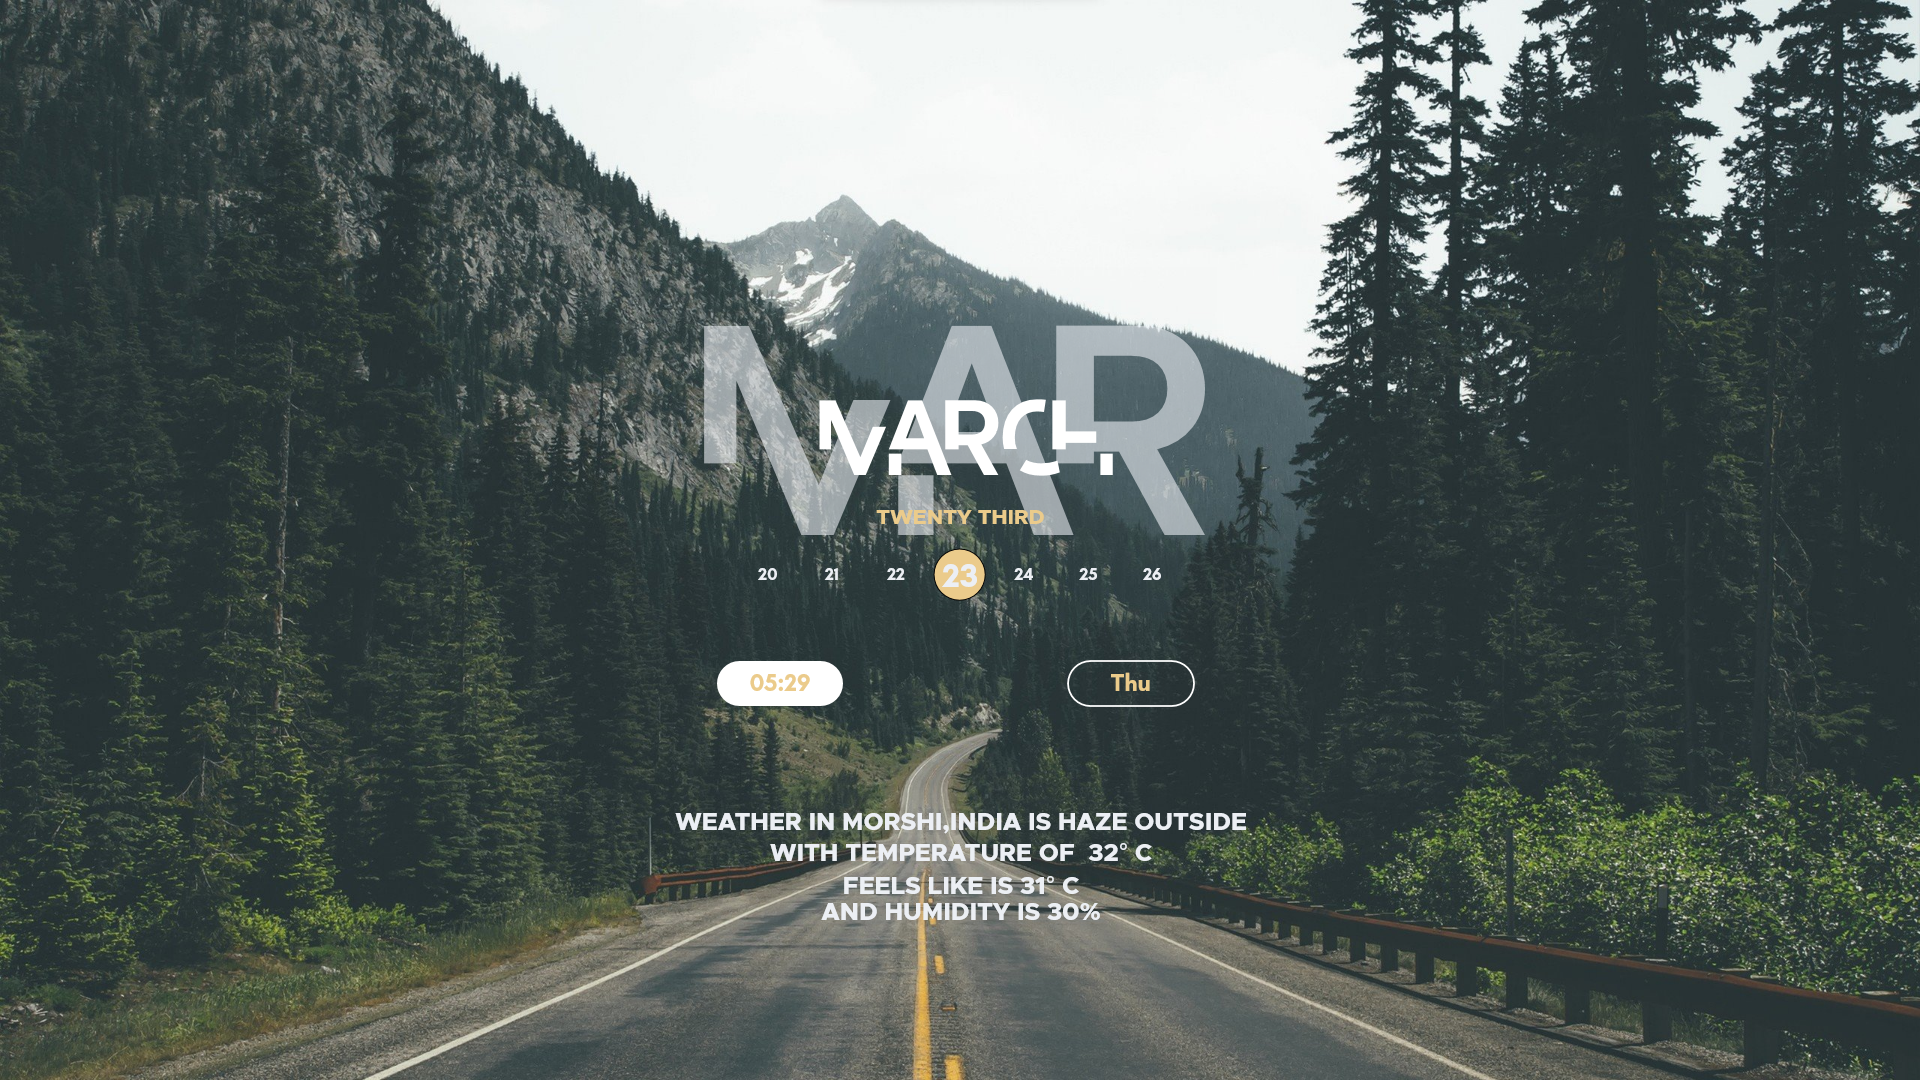 MAR
MARCH
TWENTY THIRD
20 21 22 23 24 25 26
05:29 Thu
WEATHER IN MORSHI,INDIA IS HAZE OUTSIDE
WITH TEMPERATURE OF 32° C
FEELS LIKE IS 31° C
AND HUMIDITY IS 30%